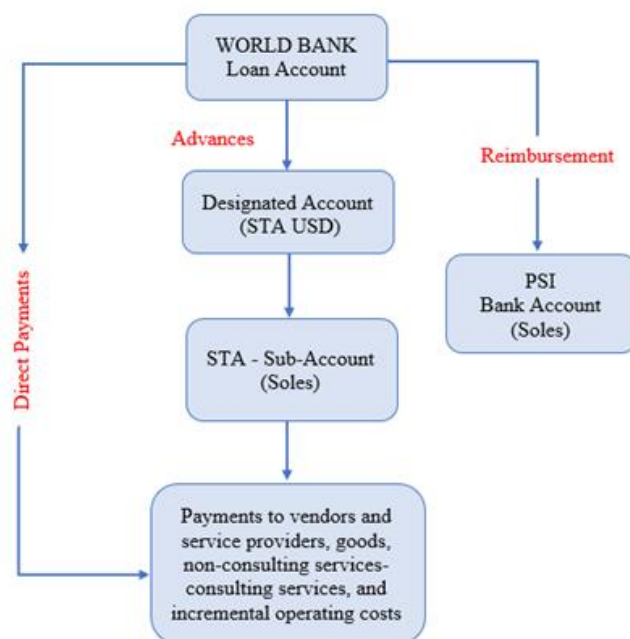 WORLD BANK
Loan Account
Advances
Reimbursement
Designated Account
(STA USD)
PSI
Bank Account
(Soles)
Direct Payments
STA - Sub-Account
(Soles)
Payments to vendors and
service providers, goods,
non-consulting services-
consulting services, and
incremental operating costs